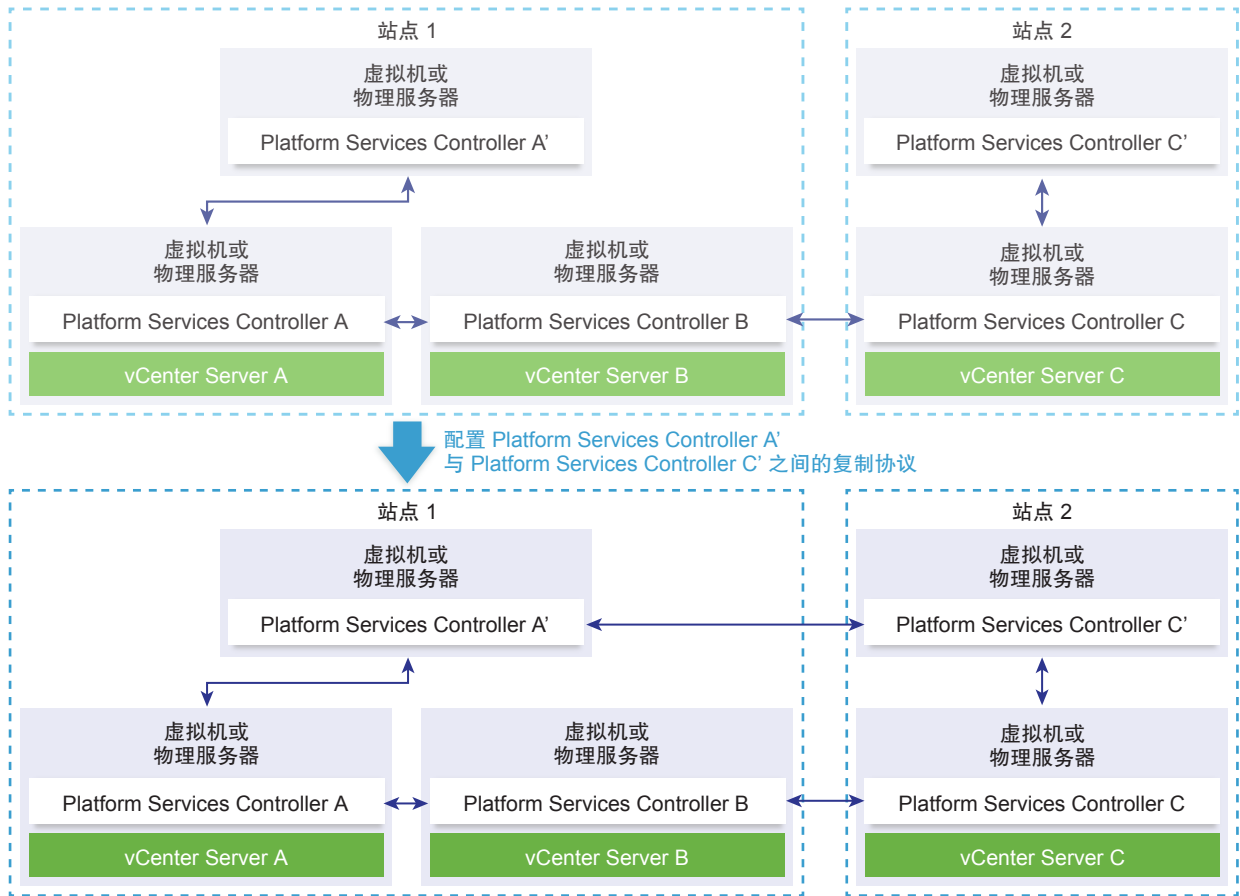 站点 1
虚拟机或
物理服务器
Platform Services Controller A’
虚拟机或
物理服务器
Platform Services Controller A
vCenter Server A
虚拟机或
物理服务器
Platform Services Controller B
vCenter Server B
站点 2
虚拟机或
物理服务器
Platform Services Controller C’
虚拟机或
物理服务器
Platform Services Controller C
vCenter Server C
配置 Platform Services Controller A’
与 Platform Services Controller C’ 之间的复制协议
站点 1
虚拟机或
物理服务器
Platform Services Controller A’
虚拟机或
物理服务器
Platform Services Controller A
vCenter Server A
虚拟机或
物理服务器
Platform Services Controller B
vCenter Server B
站点 2
虚拟机或
物理服务器
Platform Services Controller C’
虚拟机或
物理服务器
Platform Services Controller C
vCenter Server C